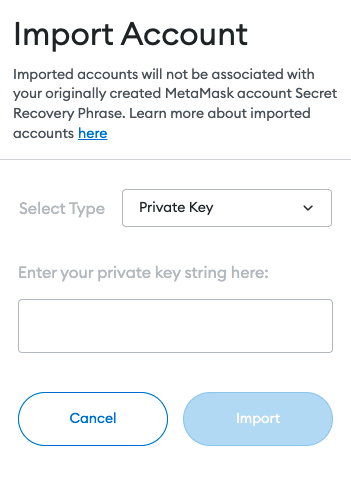 Import Account
Imported accounts will not be associated with
your originally created MetaMask account Secret
Recovery Phrase. Learn more about imported
accounts here
Select Type
Private Key
Enter your private key string here:
Cancel
Import